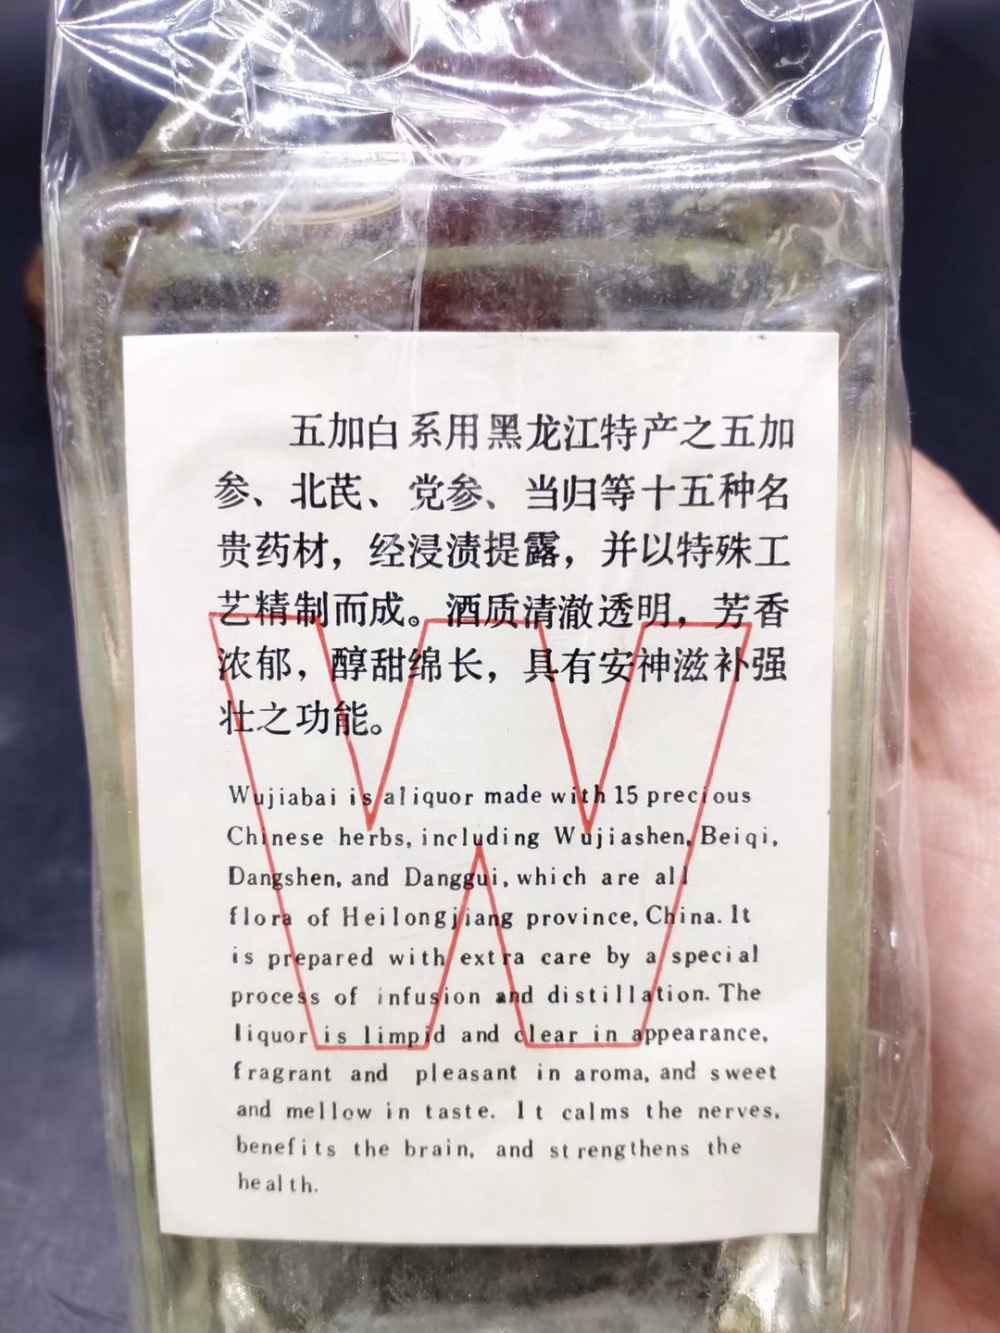 五加白系用黑龙江特产之五加
参、北芪、党参、当归等十五种名
贵药材，经浸渍提露，并以特殊工
艺精制而成。酒质清澈透明，芳香
浓郁，醇甜绵长，具有安神滋补强
壮之功能。
Wujiabai is a liquor made with 15 precious
Chinese herbs, including Wujiashen, Beiqi,
Dangshen, and Danggui, which are all
flora of Heilongjiang province, China. It
is prepared with extra care by a special
process of infusion and distillation. The
liquor is limpid and clear in appearance,
fragrant and pleasant in aroma, and sweet
and mellow in taste. It calms the nerves,
benefits the brain, and strengthens the
health.
W